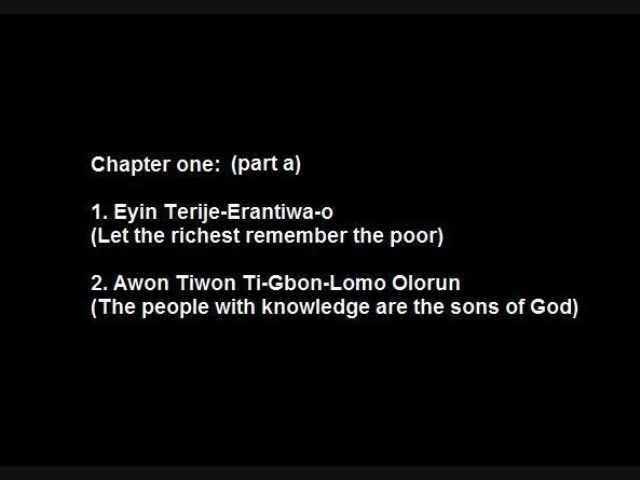 Chapter one: (part a)
1. Eyin Terije-Erantiwa-o
(Let the richest remember the poor)
2. Awon Tiwon Ti-Gbon-Lomo Olorun
(The people with knowledge are the sons of God)